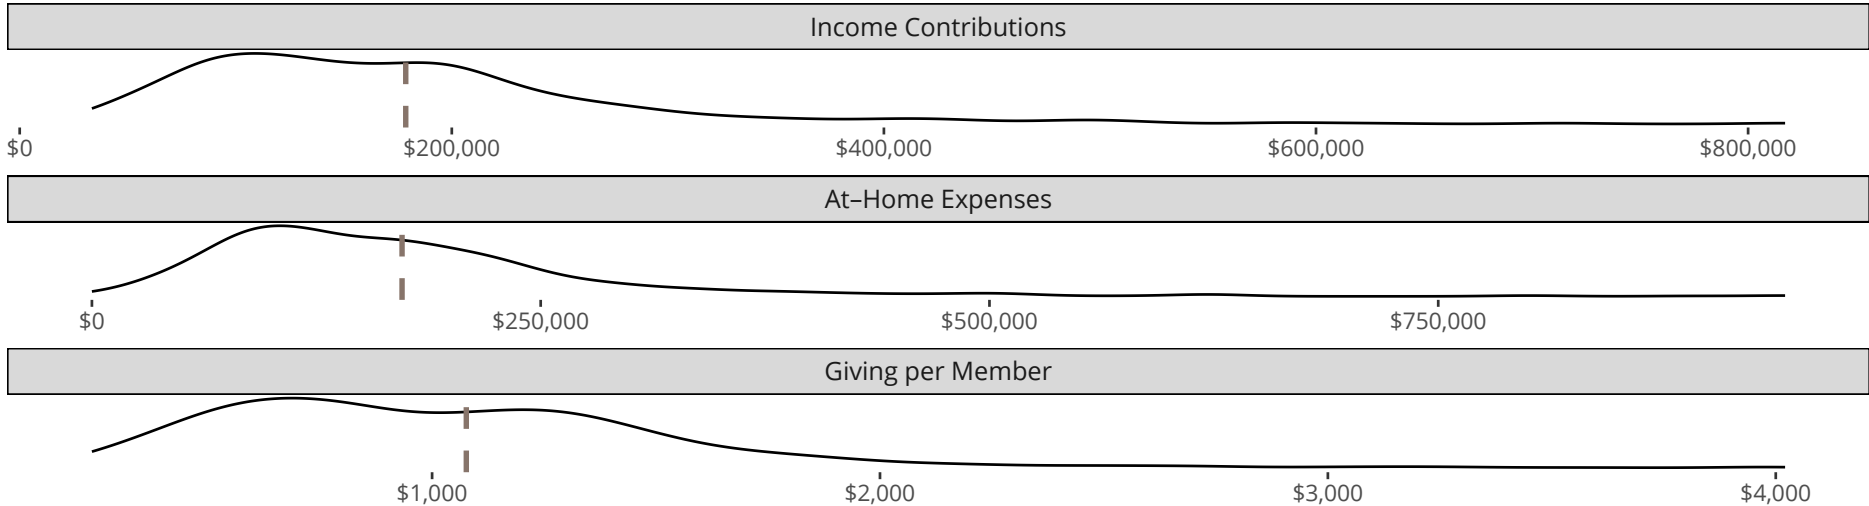 Income Contributions
$0 $200,000 $400,000 $600,000 $800,000
At–Home Expenses
$0 $250,000 $500,000 $750,000
Giving per Member
$1,000 $2,000 $3,000 $4,000